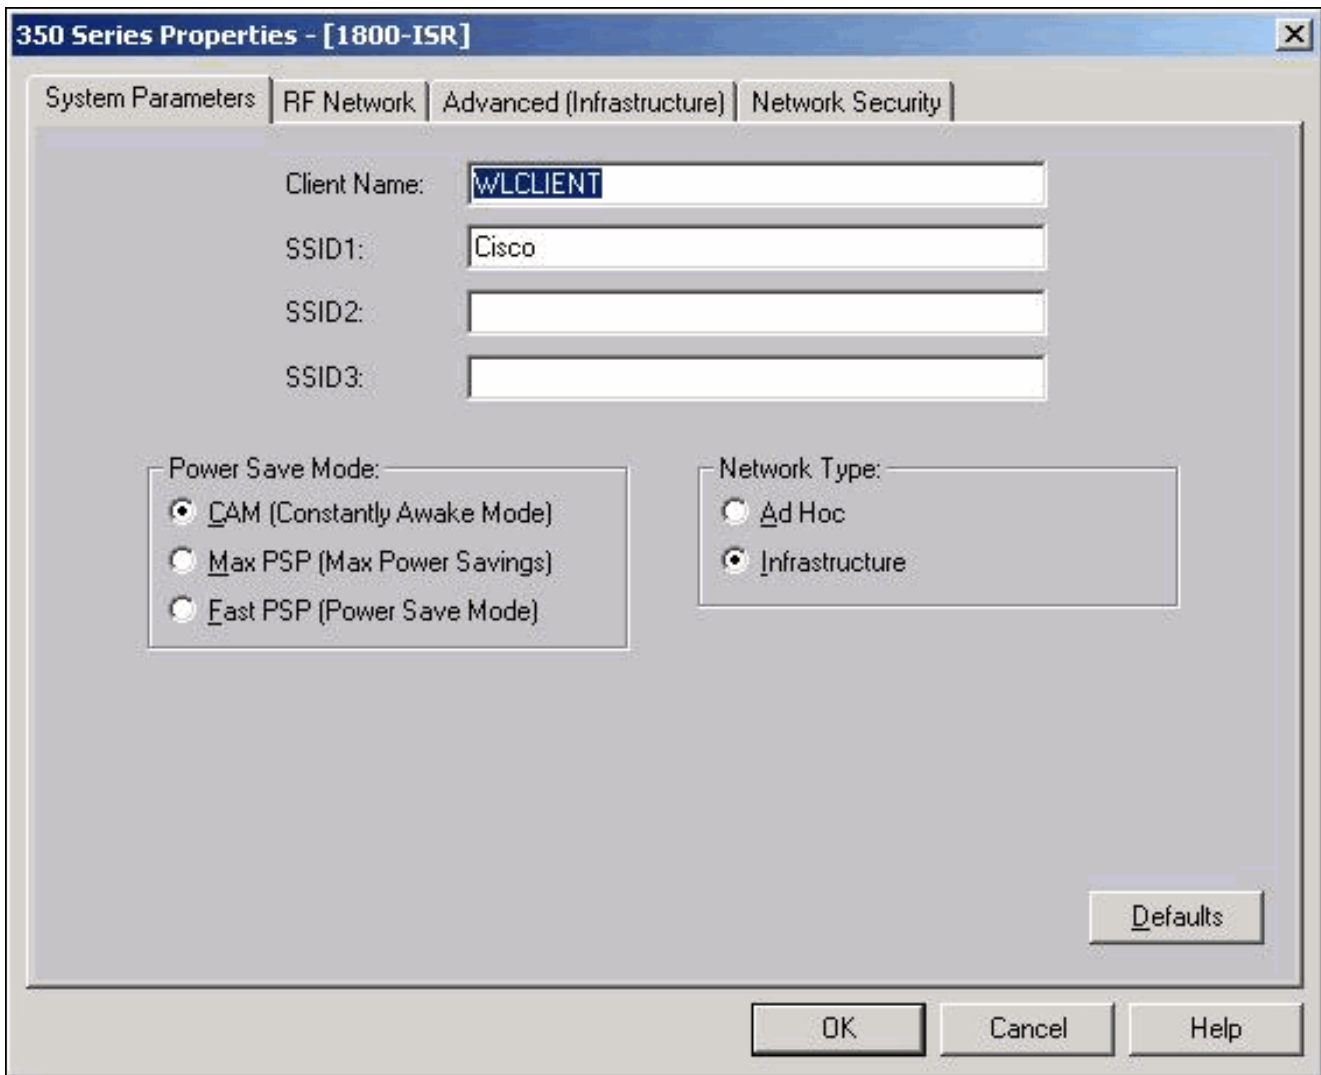 350 Series Properties - [1800-ISR]
System Parameters
RF Network
Advanced (Infrastructure)
Network Security
Client Name:
WLCLIENT
SSID1:
Cisco
SSID2:
SSID3:
Power Save Mode:
CAM (Constantly Awake Mode)
Max PSP (Max Power Savings)
Fast PSP (Power Save Mode)
Network Type:
Ad Hoc
Infrastructure
Defaults
OK
Cancel
Help